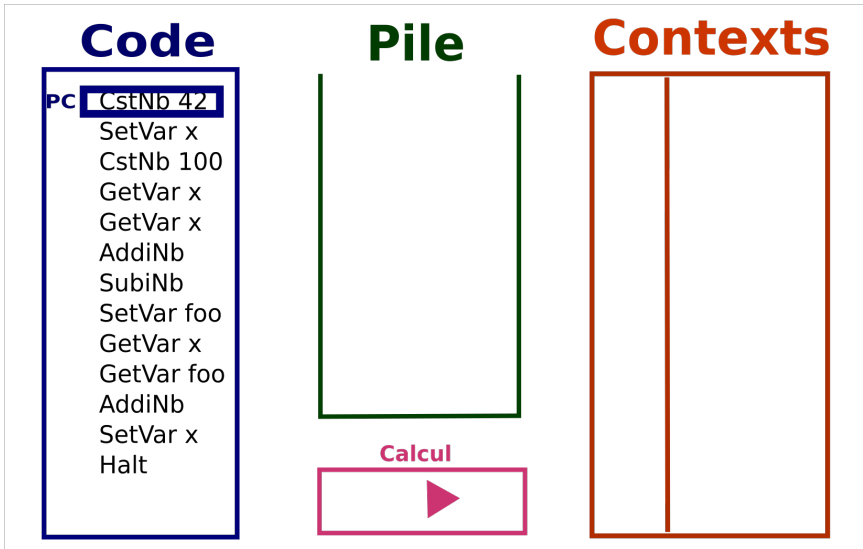 Code
PC CstNb 42
SetVar x
CstNb 100
GetVar x
GetVar x
AddiNb
SubiNb
SetVar foo
GetVar x
GetVar foo
AddiNb
SetVar x
Halt
Pile
Calcul
Contexts